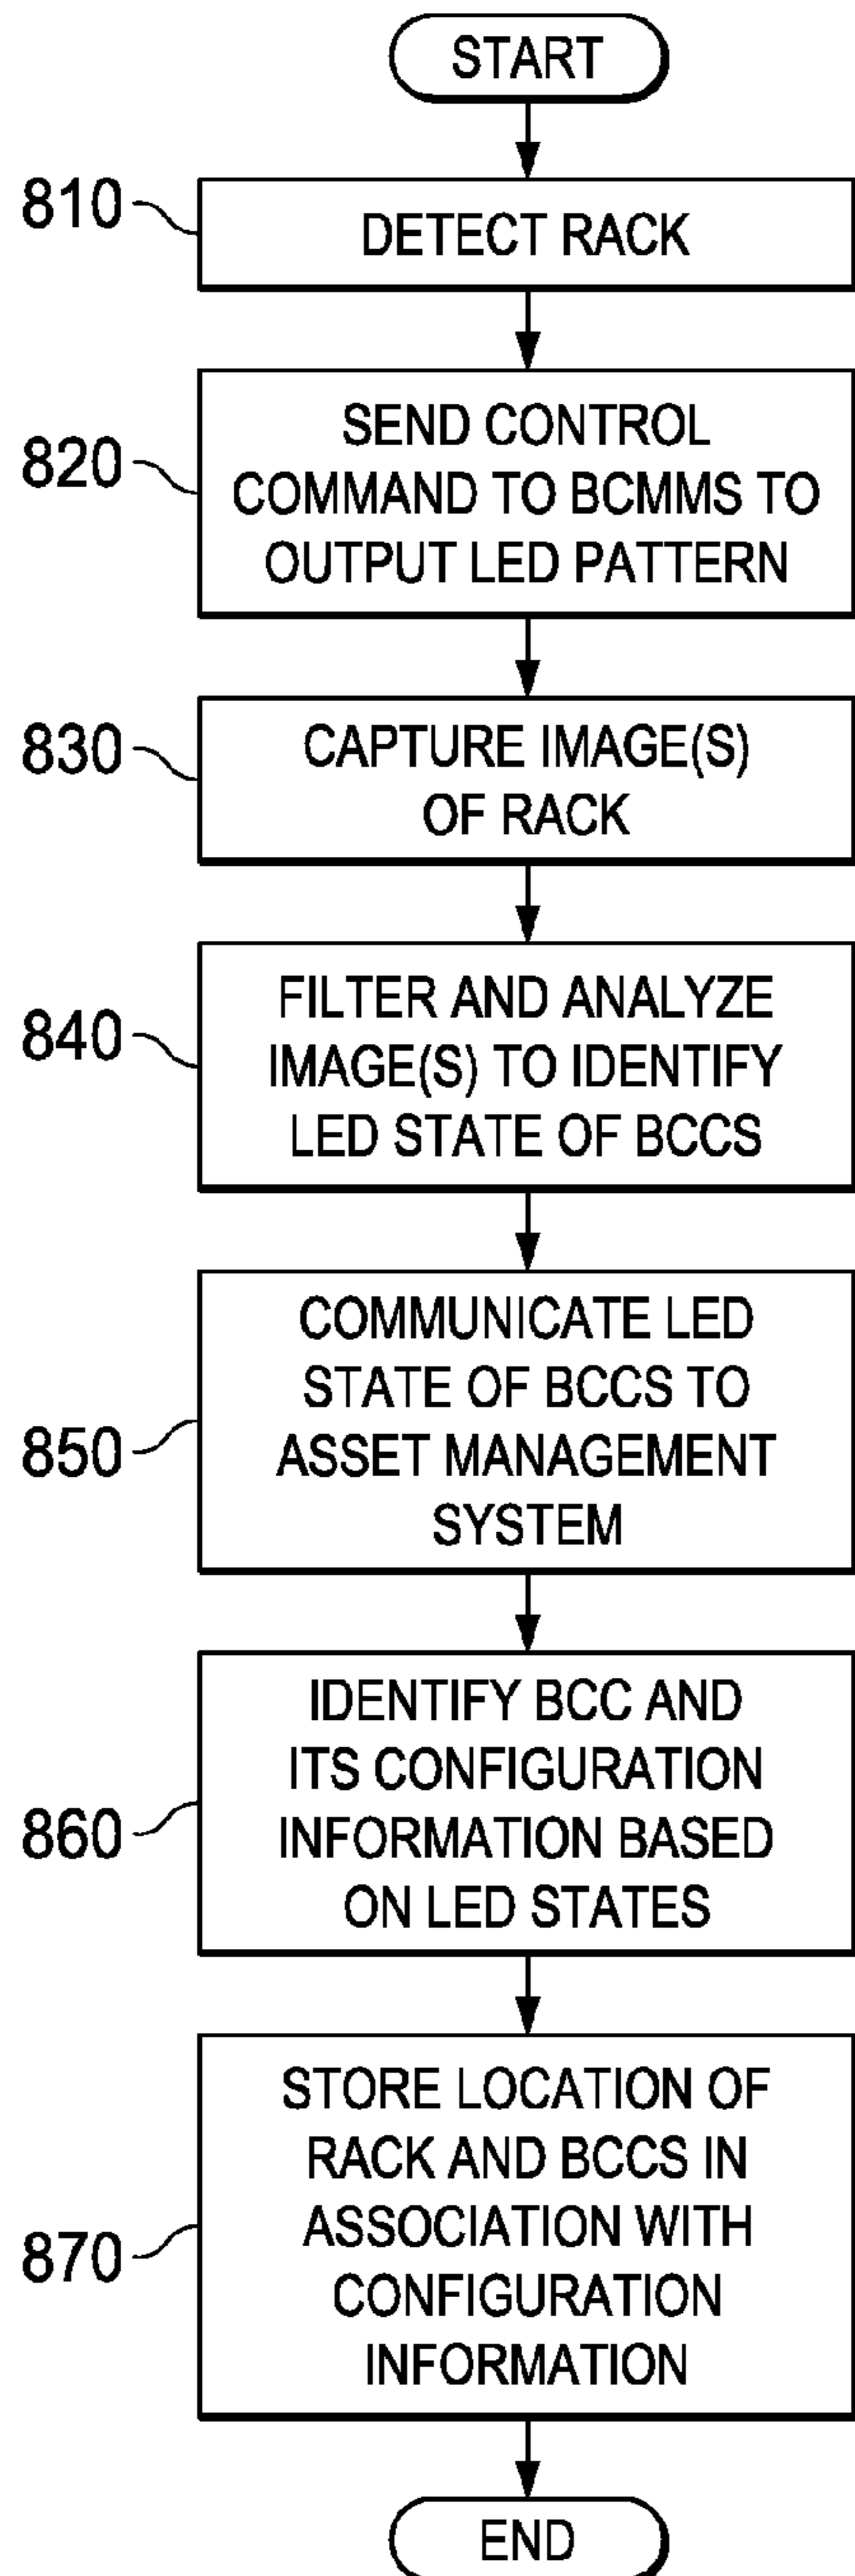 START
810
DETECT RACK
820
SEND CONTROL
COMMAND TO BCMMS TO
OUTPUT LED PATTERN
830
CAPTURE IMAGE(S)
OF RACK
840
FILTER AND ANALYZE
IMAGE(S) TO IDENTIFY
LED STATE OF BCCS
850
COMMUNICATE LED
STATE OF BCCS TO
ASSET MANAGEMENT
SYSTEM
860
IDENTIFY BCC AND
ITS CONFIGURATION
INFORMATION BASED
ON LED STATES
870
STORE LOCATION OF
RACK AND BCCS IN
ASSOCIATION WITH
CONFIGURATION
INFORMATION
END